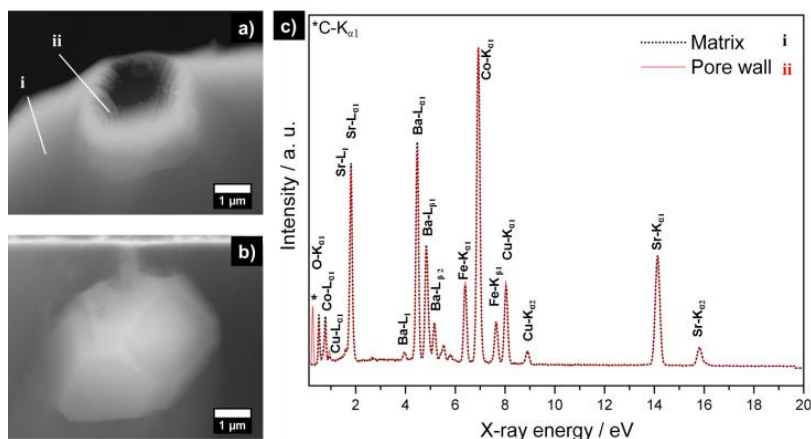 a)
i
ii
1 µm
b)
1 µm
c)
*C-Kα1
Matrix i
Pore wall ii
Intensity / a. u.
*
O-Kα1
Co-Lα1
Cu-Lα1
Sr-Ll
Sr-Lα1
Ba-Ll
Ba-Lα1
Ba-Lβ1
Ba-Lβ2
Fe-Kα1
Co-Kα1
Fe-Kβ1
Cu-Kα1
Cu-Kα2
Sr-Kα1
Sr-Kα2
2 4 6 8 10 12 14 16 18 20
X-ray energy / eV